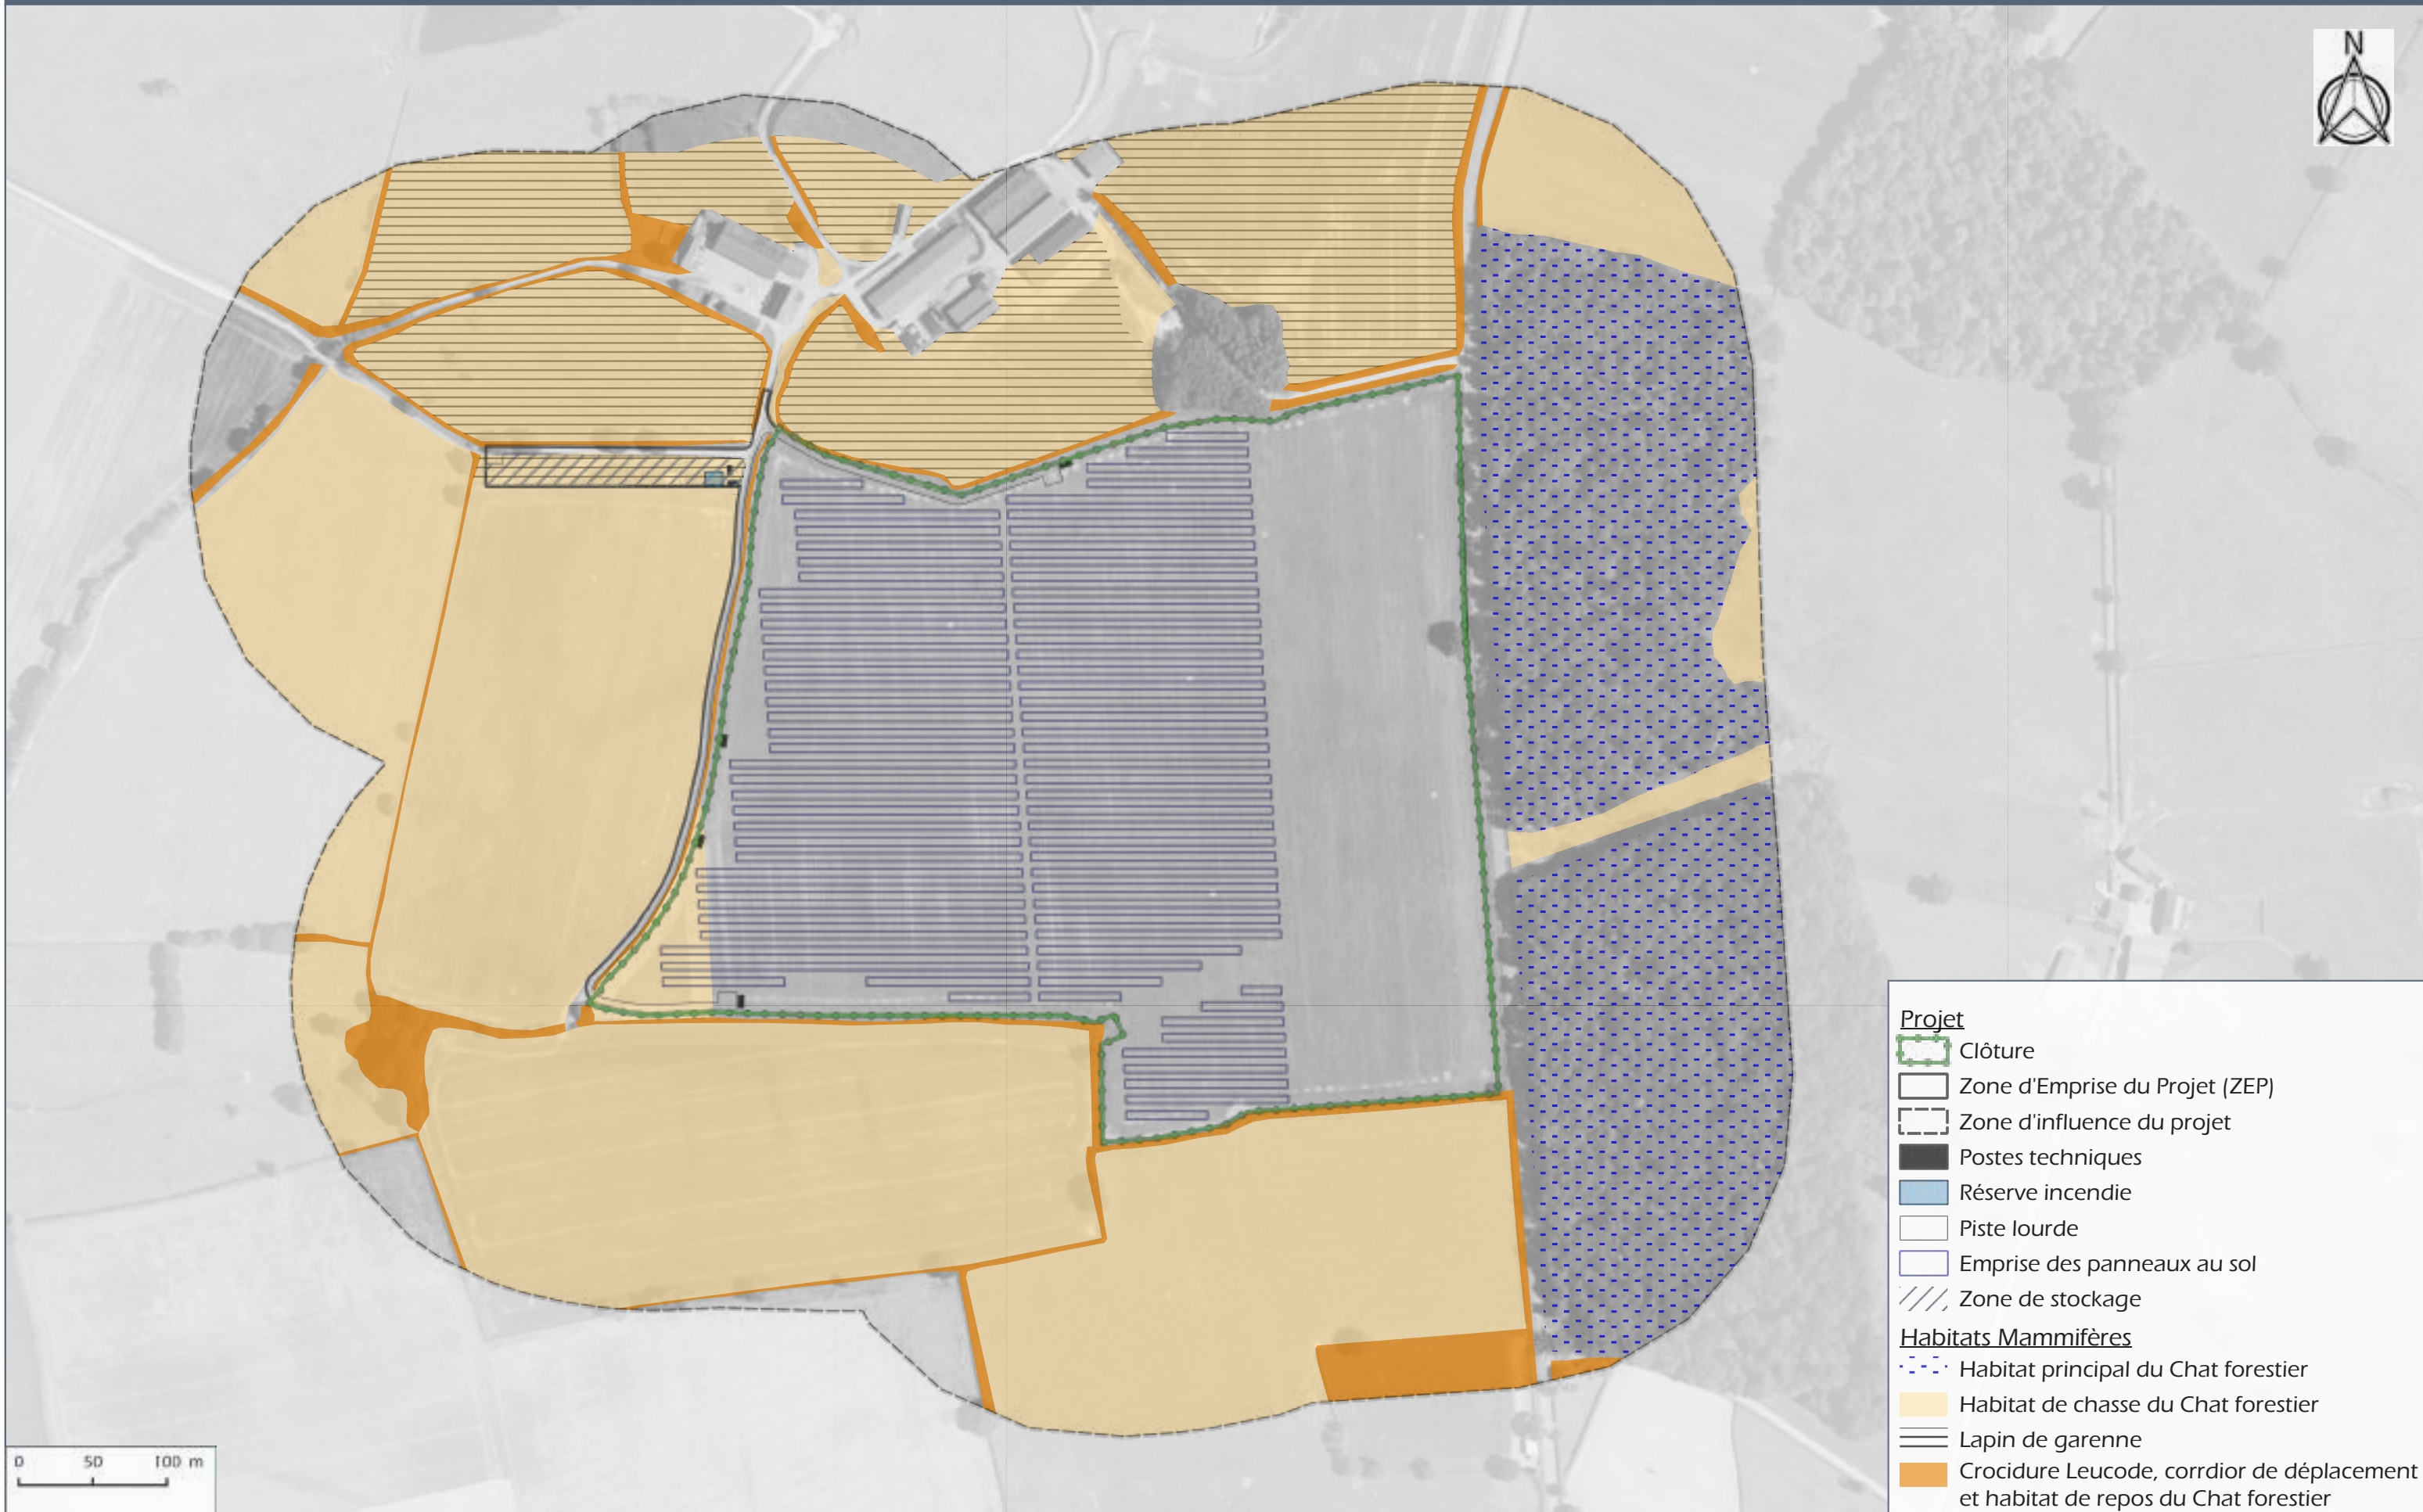 N
Projet
Clôture
Zone d'Emprise du Projet (ZEP)
Zone d'influence du projet
Postes techniques
Réserve incendie
Piste lourde
Emprise des panneaux au sol
Zone de stockage
Habitats Mammifères
Habitat principal du Chat forestier
Habitat de chasse du Chat forestier
Lapin de garenne
Crocidure Leucode, corrdior de déplacement
et habitat de repos du Chat forestier
0 50 100 m